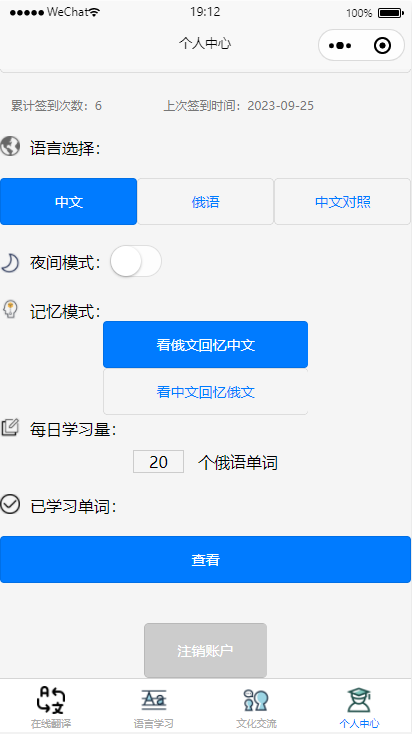 ●●●●● WeChat 19:12 100%
个人中心
累计签到次数：6 上次签到时间：2023-09-25
语言选择：
中文 俄语 中文对照
夜间模式：
记忆模式：
看俄文回忆中文
看中文回忆俄文
每日学习量：
20 个俄语单词
已学习单词：
查看
注销账户
在线翻译 语言学习 文化交流 个人中心